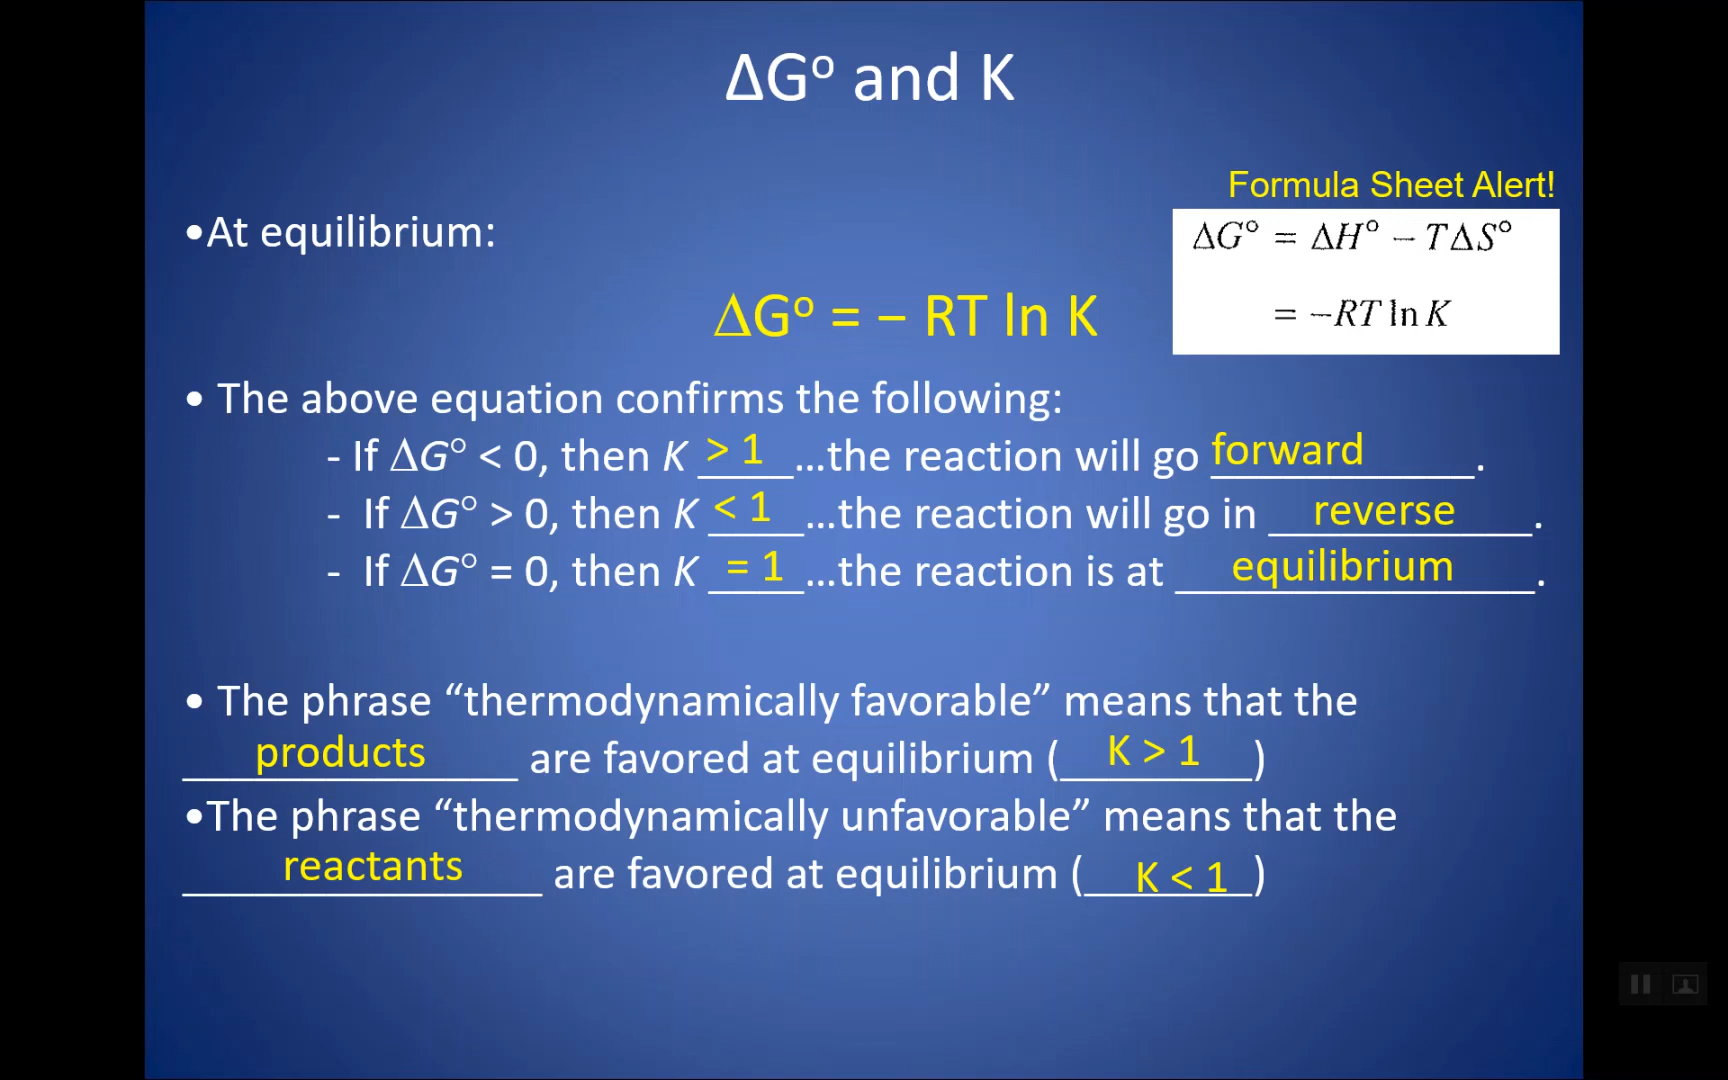 ΔGº and K
Formula Sheet Alert!
ΔG° = ΔH° − TΔS°
= −RT ln K
•At equilibrium:
ΔGº = – RT ln K
• The above equation confirms the following:
- If ΔG° < 0, then K > 1 ...the reaction will go forward.
- If ΔG° > 0, then K < 1 ...the reaction will go in reverse.
- If ΔG° = 0, then K = 1 ...the reaction is at equilibrium.
• The phrase “thermodynamically favorable” means that the
products are favored at equilibrium (K > 1)
•The phrase “thermodynamically unfavorable” means that the
reactants are favored at equilibrium (K < 1)